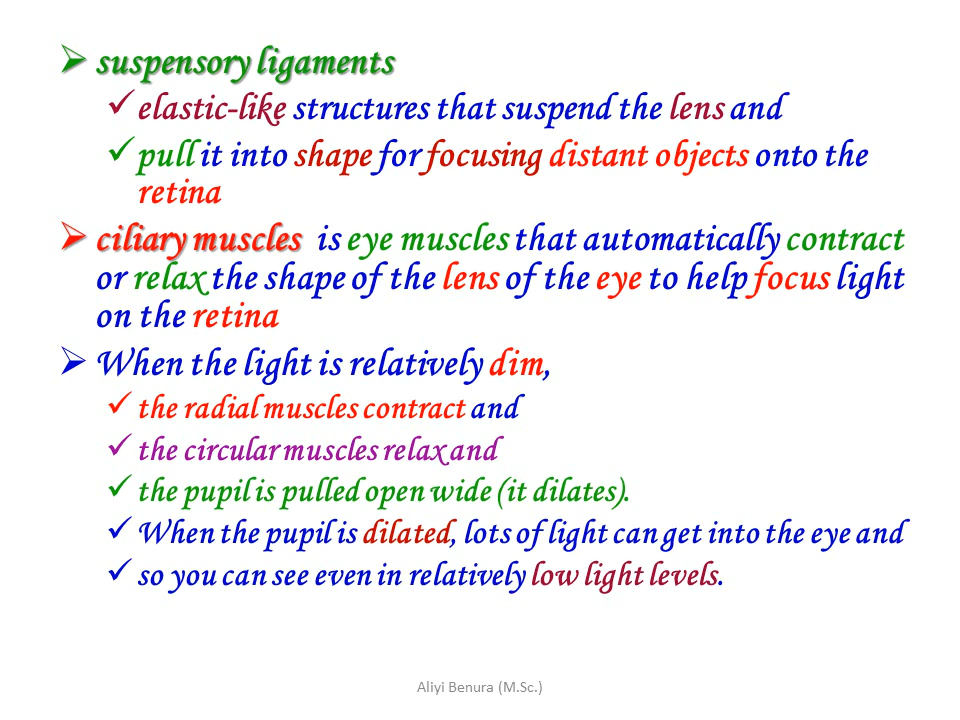 ➢ suspensory ligaments
✓ elastic-like structures that suspend the lens and
✓ pull it into shape for focusing distant objects onto the
retina
➢ ciliary muscles is eye muscles that automatically contract
or relax the shape of the lens of the eye to help focus light
on the retina
➢ When the light is relatively dim,
✓ the radial muscles contract and
✓ the circular muscles relax and
✓ the pupil is pulled open wide (it dilates).
✓ When the pupil is dilated, lots of light can get into the eye and
✓ so you can see even in relatively low light levels.
Aliyi Benura (M.Sc.)